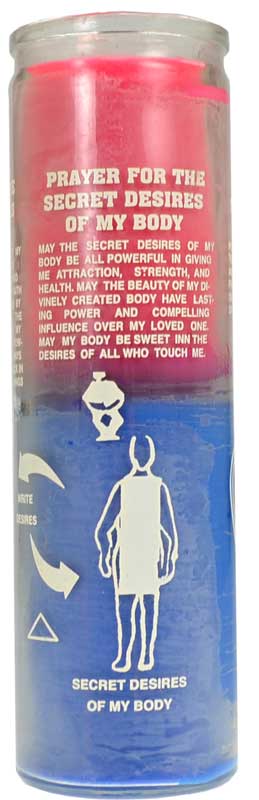 PRAYER FOR THE
SECRET DESIRES
OF MY BODY
MAY THE SECRET DESIRES OF MY
BODY BE ALL POWERFUL IN GIVING
ME ATTRACTION, STRENGTH, AND
HEALTH. MAY THE BEAUTY OF MY DI-
VINELY CREATED BODY HAVE LAST-
ING POWER AND COMPELLING
INFLUENCE OVER MY LOVED ONE.
MAY MY BODY BE SWEET INN THE
DESIRES OF ALL WHO TOUCH ME.
WRITE
DESIRES
SECRET DESIRES
OF MY BODY